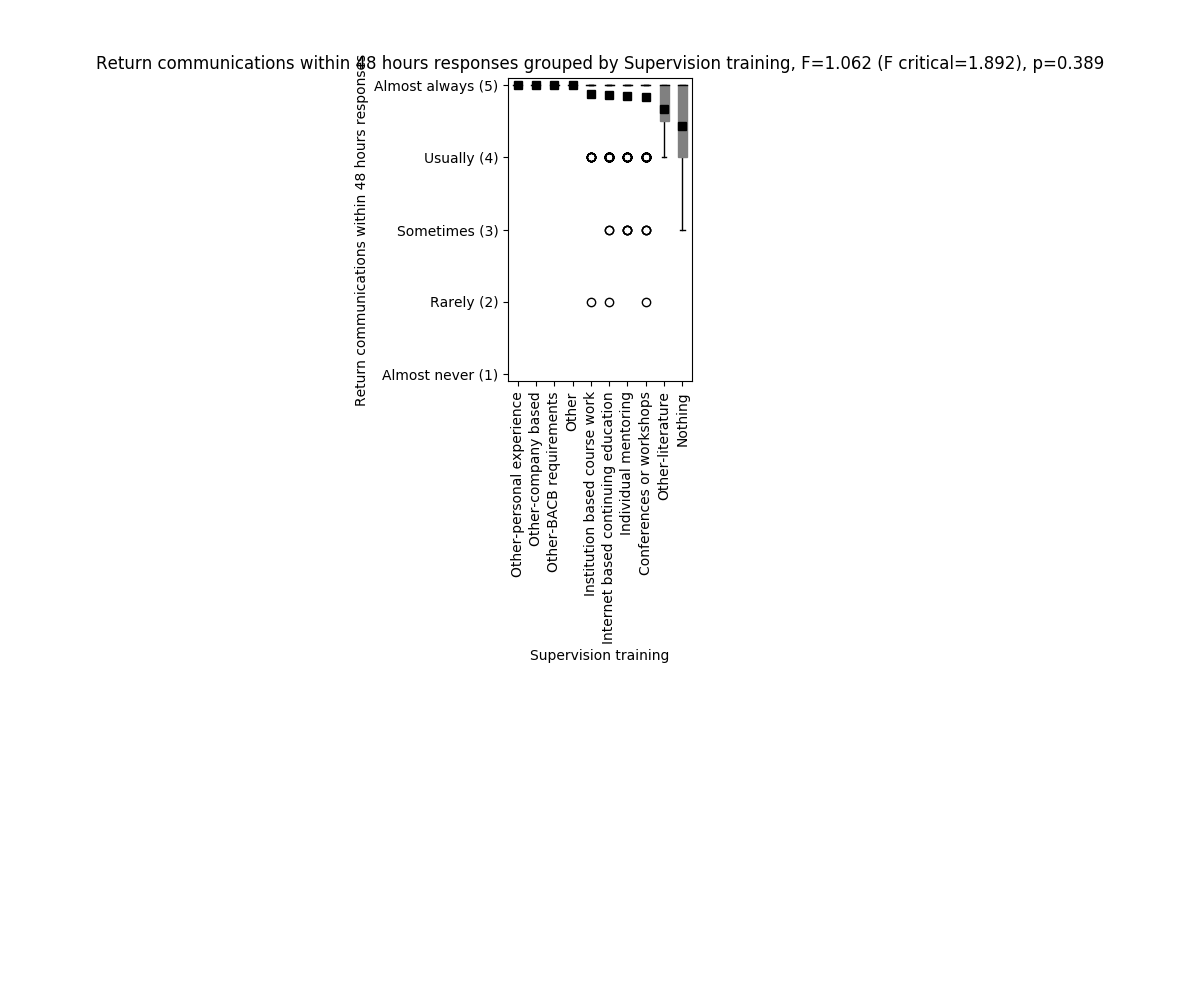 Return communications within 48 hours responses grouped by Supervision training, F=1.062 (F critical=1.892), p=0.389
Return communications within 48 hours responses
Almost always (5)
Usually (4)
Sometimes (3)
Rarely (2)
Almost never (1)
Other-personal experience
Other-company based
Other-BACB requirements
Other
Institution based course work
Internet based continuing education
Individual mentoring
Conferences or workshops
Other-literature
Nothing
Supervision training